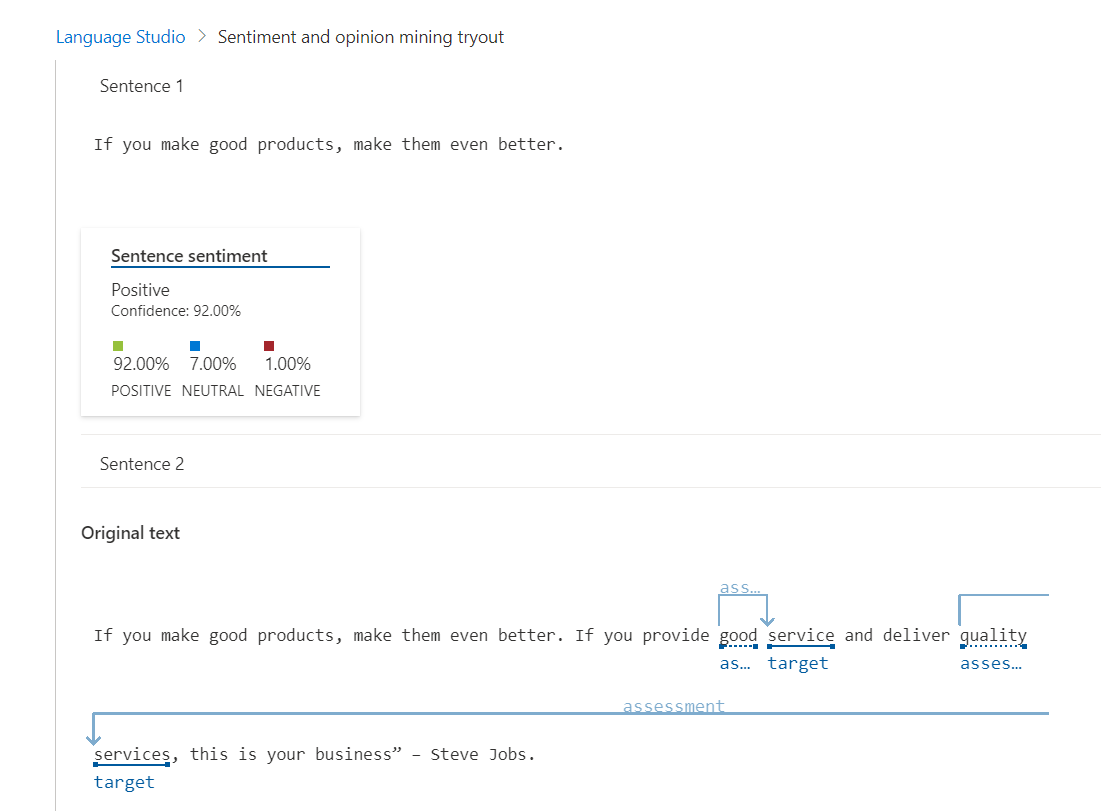 Language Studio > Sentiment and opinion mining tryout
Sentence 1
If you make good products, make them even better.
Sentence sentiment
Positive
Confidence: 92.00%
92.00% 7.00% 1.00%
POSITIVE NEUTRAL NEGATIVE
Sentence 2
Original text
ass...
If you make good products, make them even better. If you provide good service and deliver quality
as... target asses...
assessment
services, this is your business” – Steve Jobs.
target